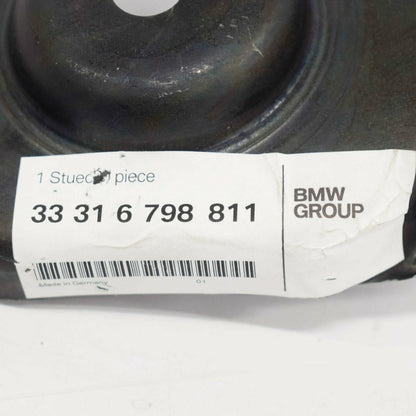 1 Stueck piece
33 31 6 798 811
BMW
GROUP
Made in Germany
01